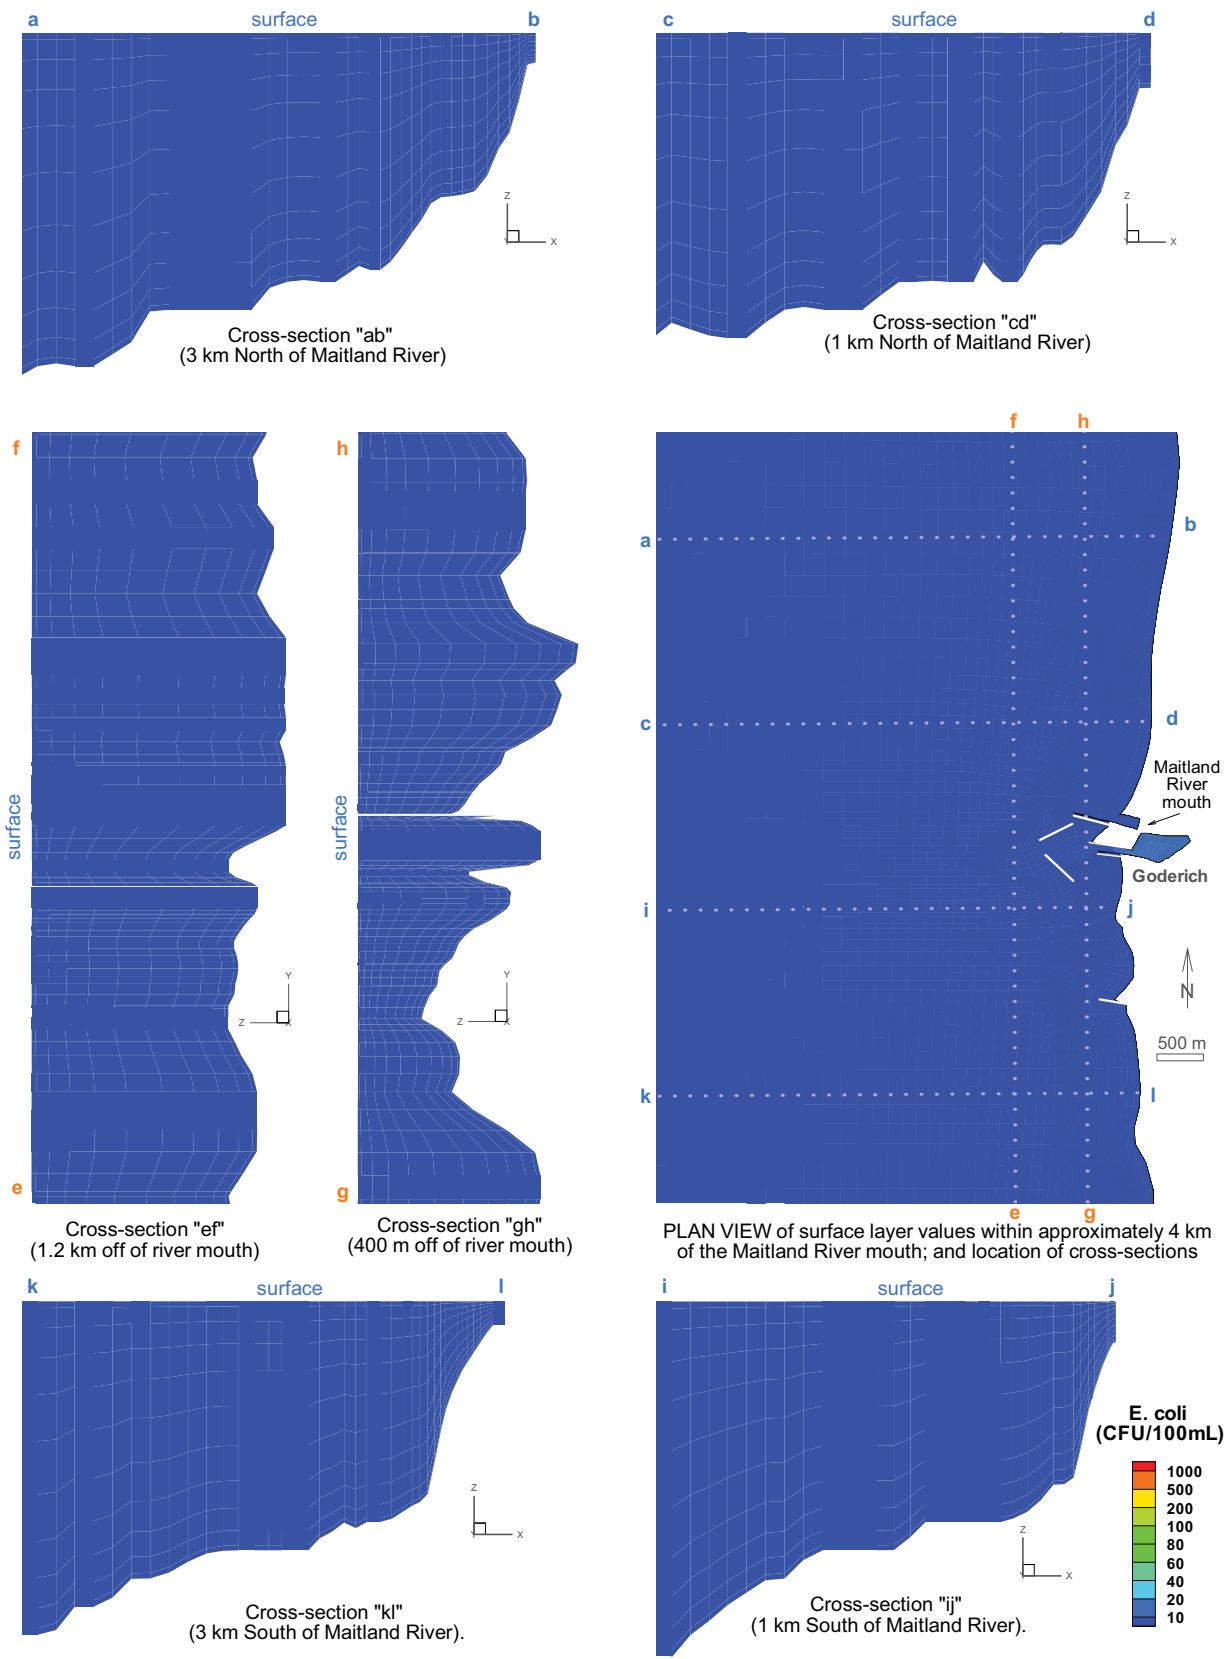 a surface b
c surface d
Z
X
Y
Z
X
Y
Cross-section "ab"
(3 km North of Maitland River)
Cross-section "cd"
(1 km North of Maitland River)
f
h
f h
a
b
c
d
Maitland
River
mouth
Goderich
i
j
N
500 m
k
l
e g
surface
surface
Y
Z
X
Y
Z
X
e
g
Cross-section "ef"
(1.2 km off of river mouth)
Cross-section "gh"
(400 m off of river mouth)
PLAN VIEW of surface layer values within approximately 4 km
of the Maitland River mouth; and location of cross-sections
k surface l
i surface j
Z
X
Y
Z
X
Y
Cross-section "kl"
(3 km South of Maitland River).
Cross-section "ij"
(1 km South of Maitland River).
E. coli
(CFU/100mL)
1000
500
200
100
80
60
40
20
10